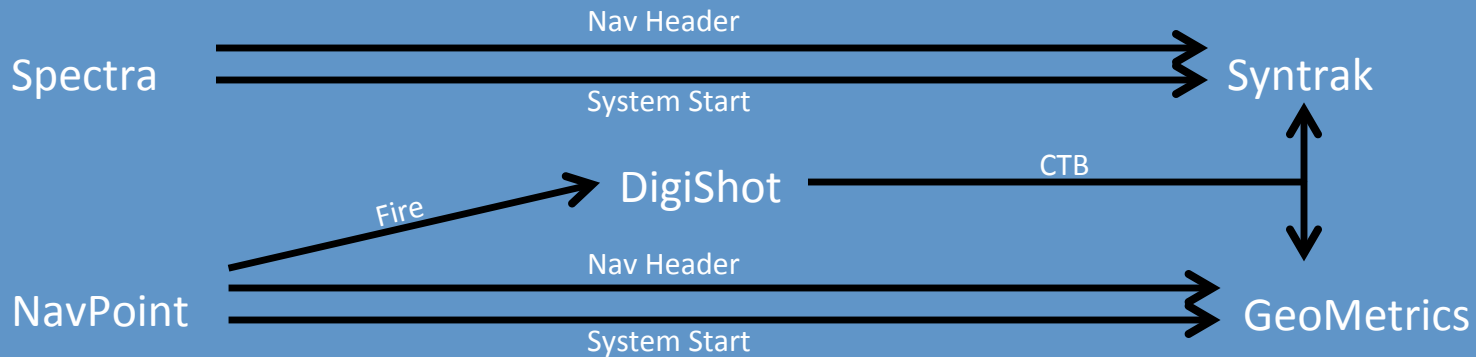 Nav Header
Spectra
Syntrak
System Start
DigiShot
CTB
Fire
Nav Header
NavPoint
GeoMetrics
System Start